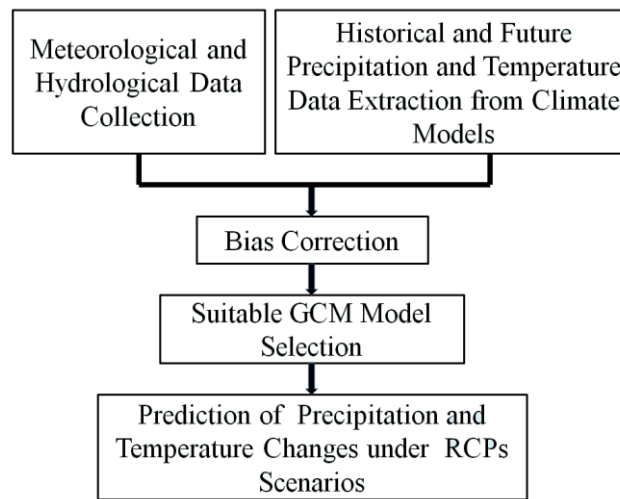 Meteorological and
Hydrological Data
Collection
Historical and Future
Precipitation and Temperature
Data Extraction from Climate
Models
Bias Correction
Suitable GCM Model
Selection
Prediction of Precipitation and
Temperature Changes under RCPs
Scenarios